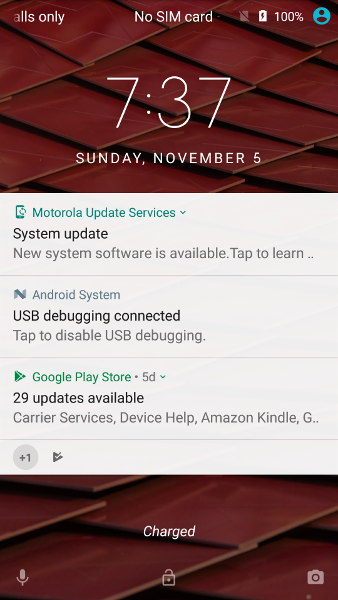 alls only No SIM card 100%
7:37
SUNDAY, NOVEMBER 5
Motorola Update Services
System update
New system software is available.Tap to learn ..
Android System
USB debugging connected
Tap to disable USB debugging.
Google Play Store • 5d
29 updates available
Carrier Services, Device Help, Amazon Kindle, G..
+1
Charged